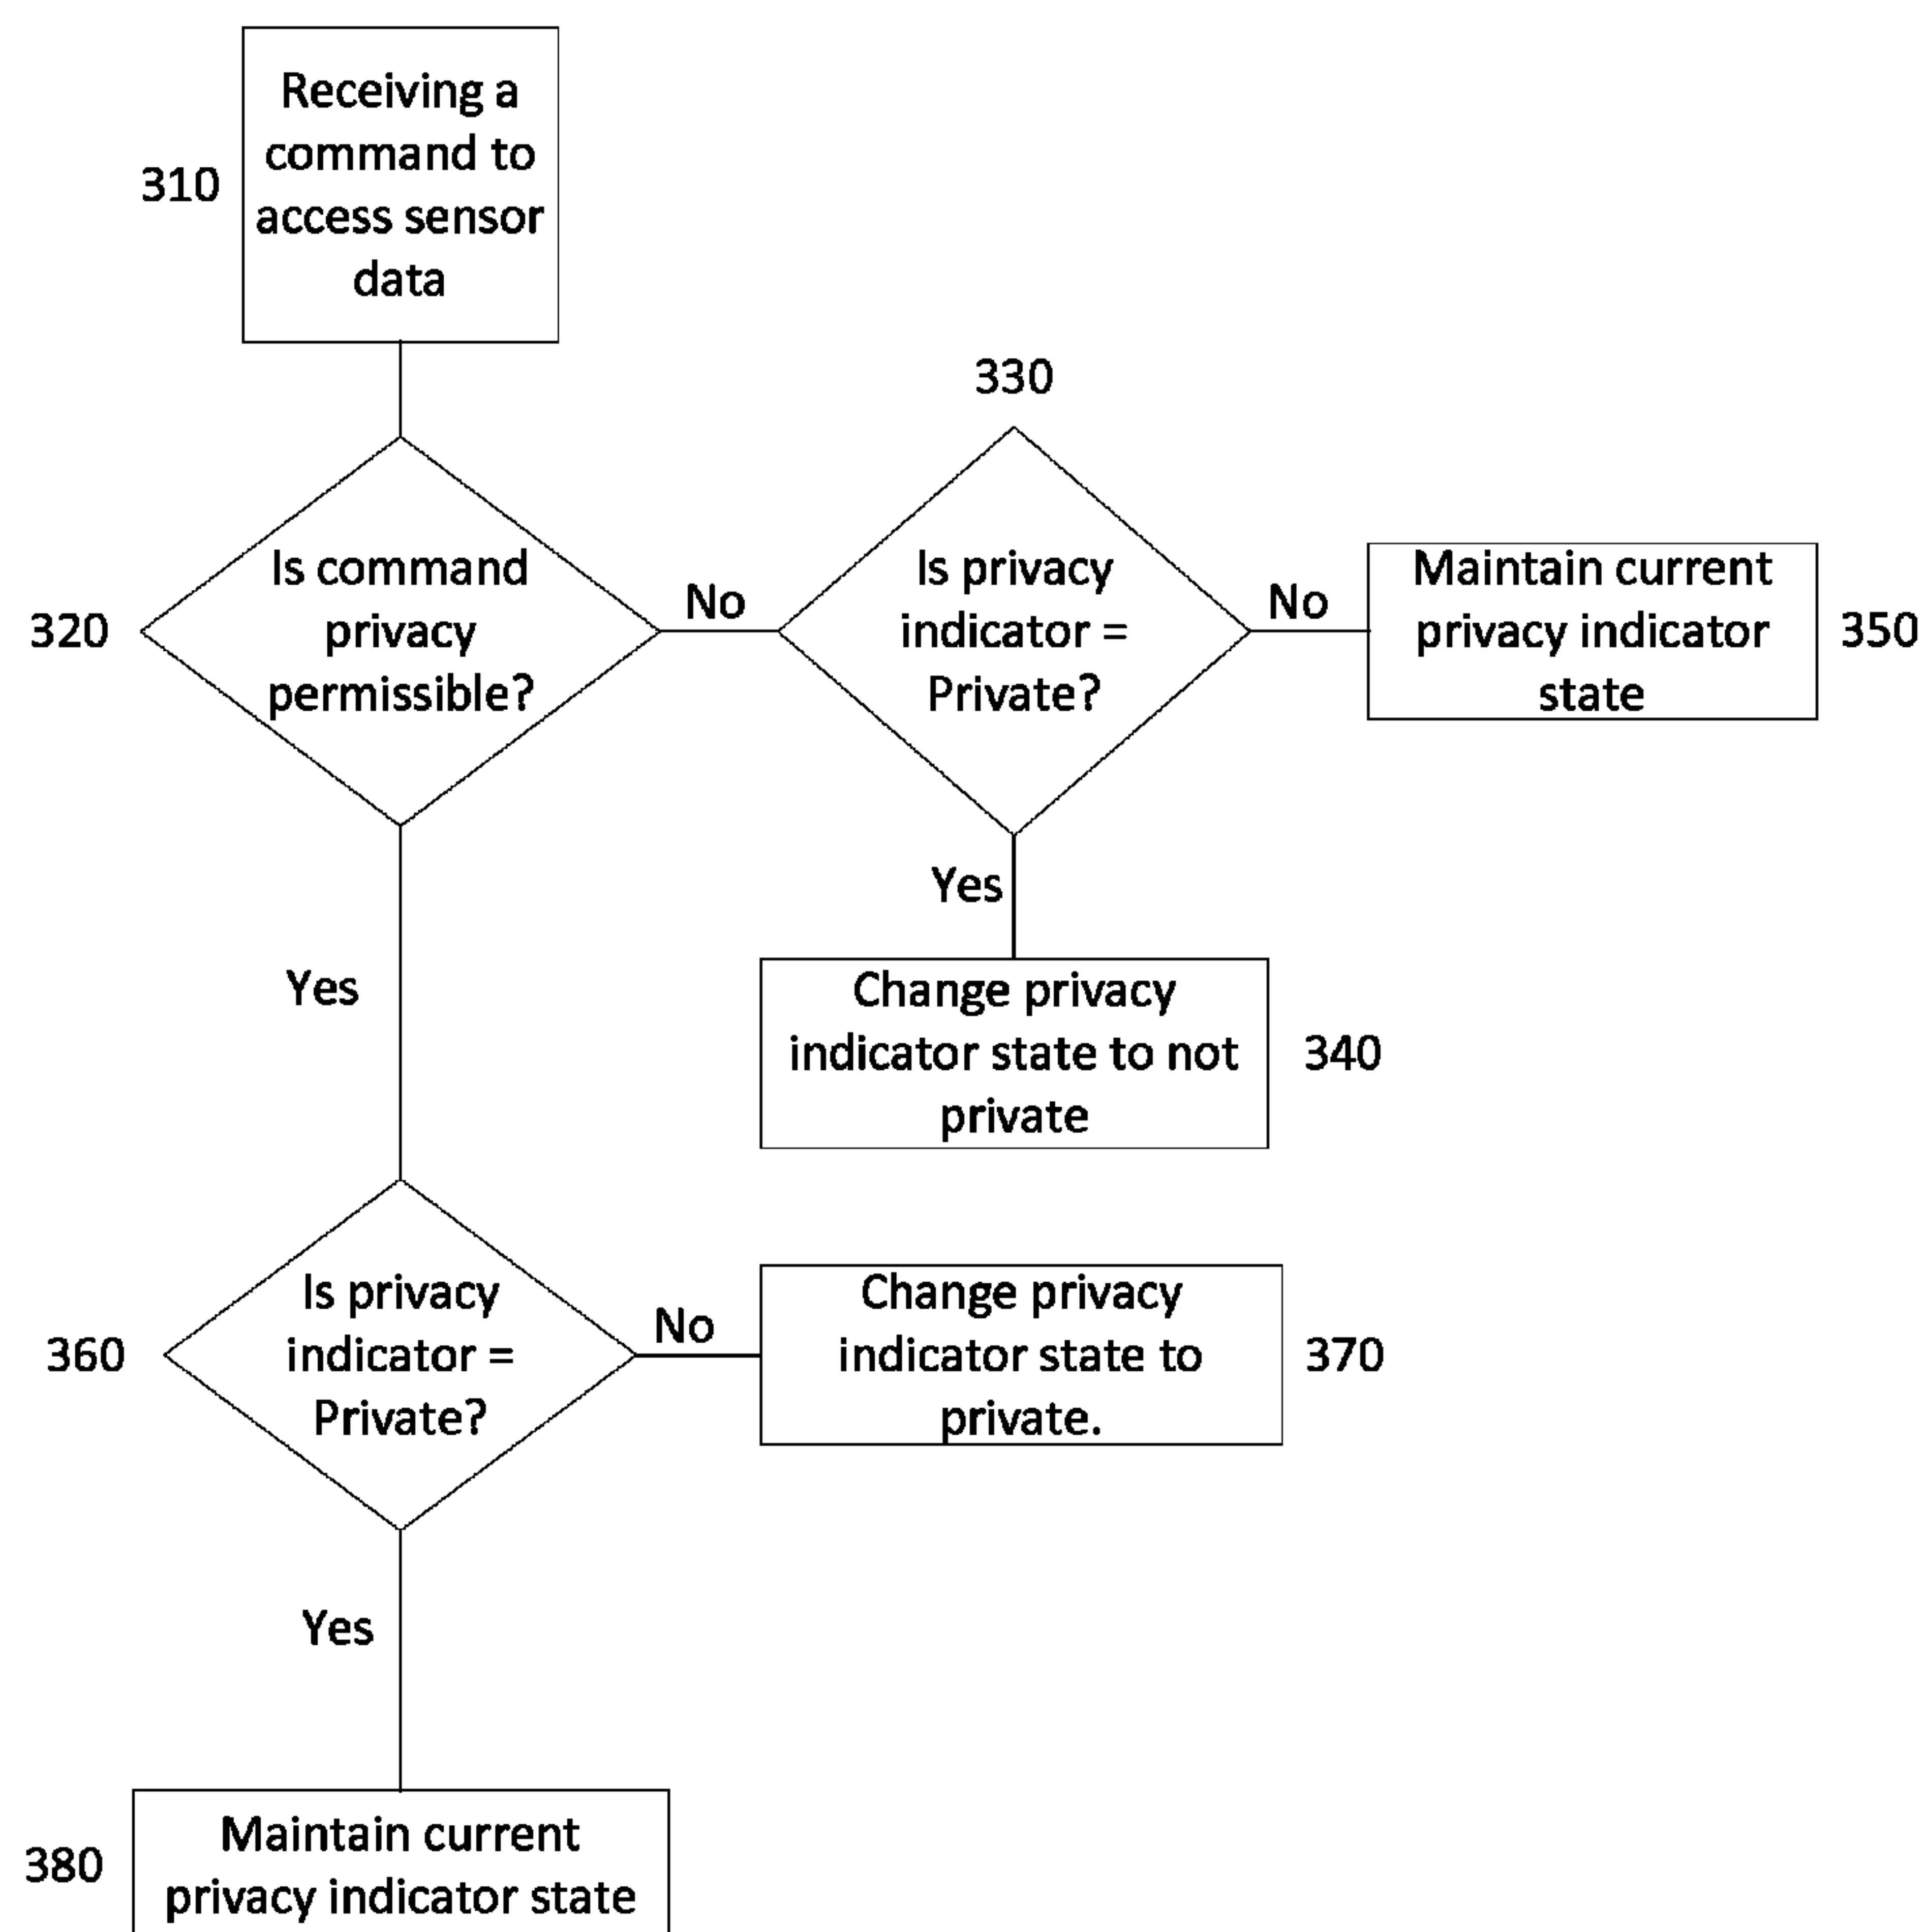 Receiving a
command to
access sensor
data
310
330
Is command
privacy
permissible?
320
No
Is privacy
indicator =
Private?
No
Maintain current
privacy indicator
state
350
Yes
Change privacy
indicator state to not
private
340
Yes
Is privacy
indicator =
Private?
360
No
Change privacy
indicator state to
private.
370
Yes
Maintain current
privacy indicator state
380